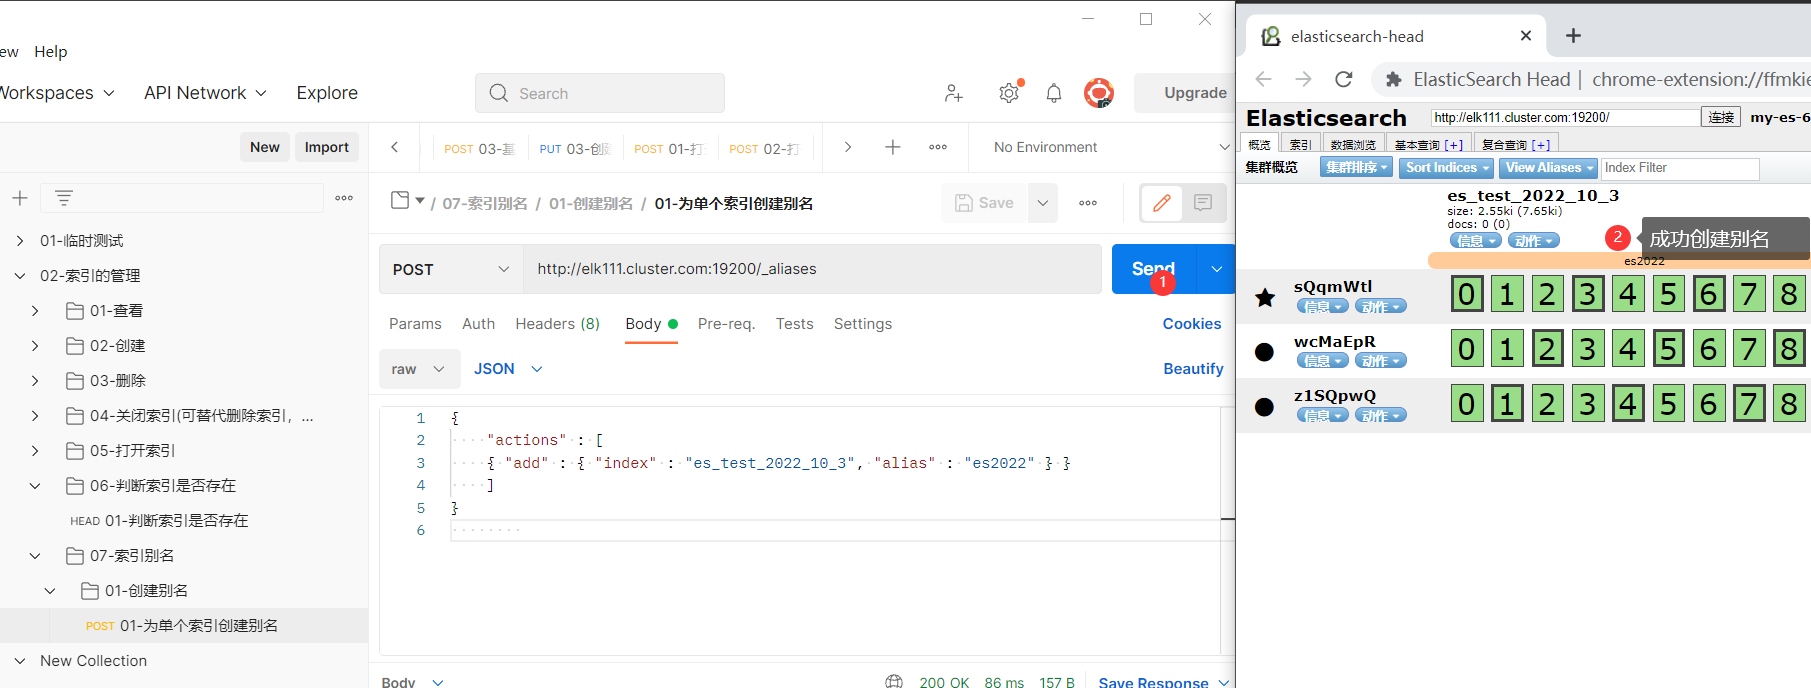 ew Help
Workspaces API Network Explore Search Upgrade
New Import
POST 03-基 PUT 03-创建 POST 01-打 POST 02-打 No Environment
01-临时测试
02-索引的管理
01-查看
02-创建
03-删除
04-关闭索引(可替代删除索引, ...
05-打开索引
06-判断索引是否存在
HEAD 01-判断索引是否存在
07-索引别名
01-创建别名
POST 01-为单个索引创建别名
New Collection
/ 07-索引别名 / 01-创建别名 / 01-为单个索引创建别名 Save
POST http://elk111.cluster.com:19200/_aliases Send
1
Params Auth Headers (8) Body Pre-req. Tests Settings Cookies
raw JSON Beautify
1 {
2 "actions" : [
3 { "add" : { "index" : "es_test_2022_10_3", "alias" : "es2022" } }
4 ]
5 }
6
Body 200 OK 86 ms 157 B Save Response
elasticsearch-head
ElasticSearch Head | chrome-extension://ffmkie
Elasticsearch http://elk111.cluster.com:19200/ 连接 my-es-6
概览 索引 数据浏览 基本查询 [+] 复合查询 [+]
集群概览 集群排序 Sort Indices View Aliases Index Filter
es_test_2022_10_3
size: 2.55ki (7.65ki)
docs: 0 (0)
信息 动作
2 成功创建别名
es2022
sQqmWtl 0 1 2 3 4 5 6 7 8
信息 动作
wcMaEpR 0 1 2 3 4 5 6 7 8
信息 动作
z1SQpwQ 0 1 2 3 4 5 6 7 8
信息 动作